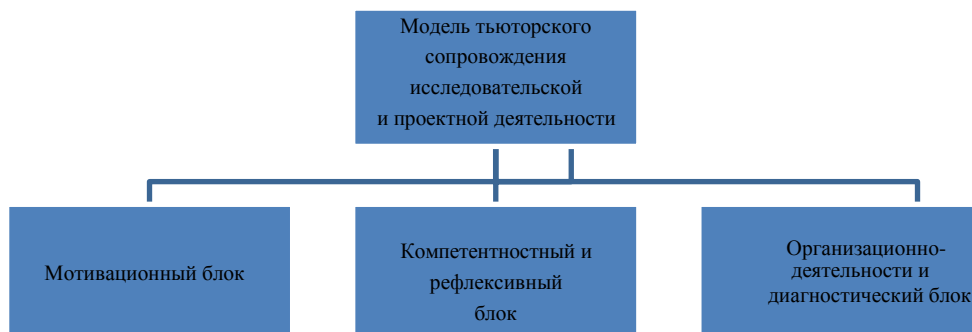 Модель тьюторского
сопровождения
исследовательской
и проектной деятельности
Мотивационный блок
Компетентностный и
рефлексивный
блок
Организационно-
деятельности и
диагностический блок